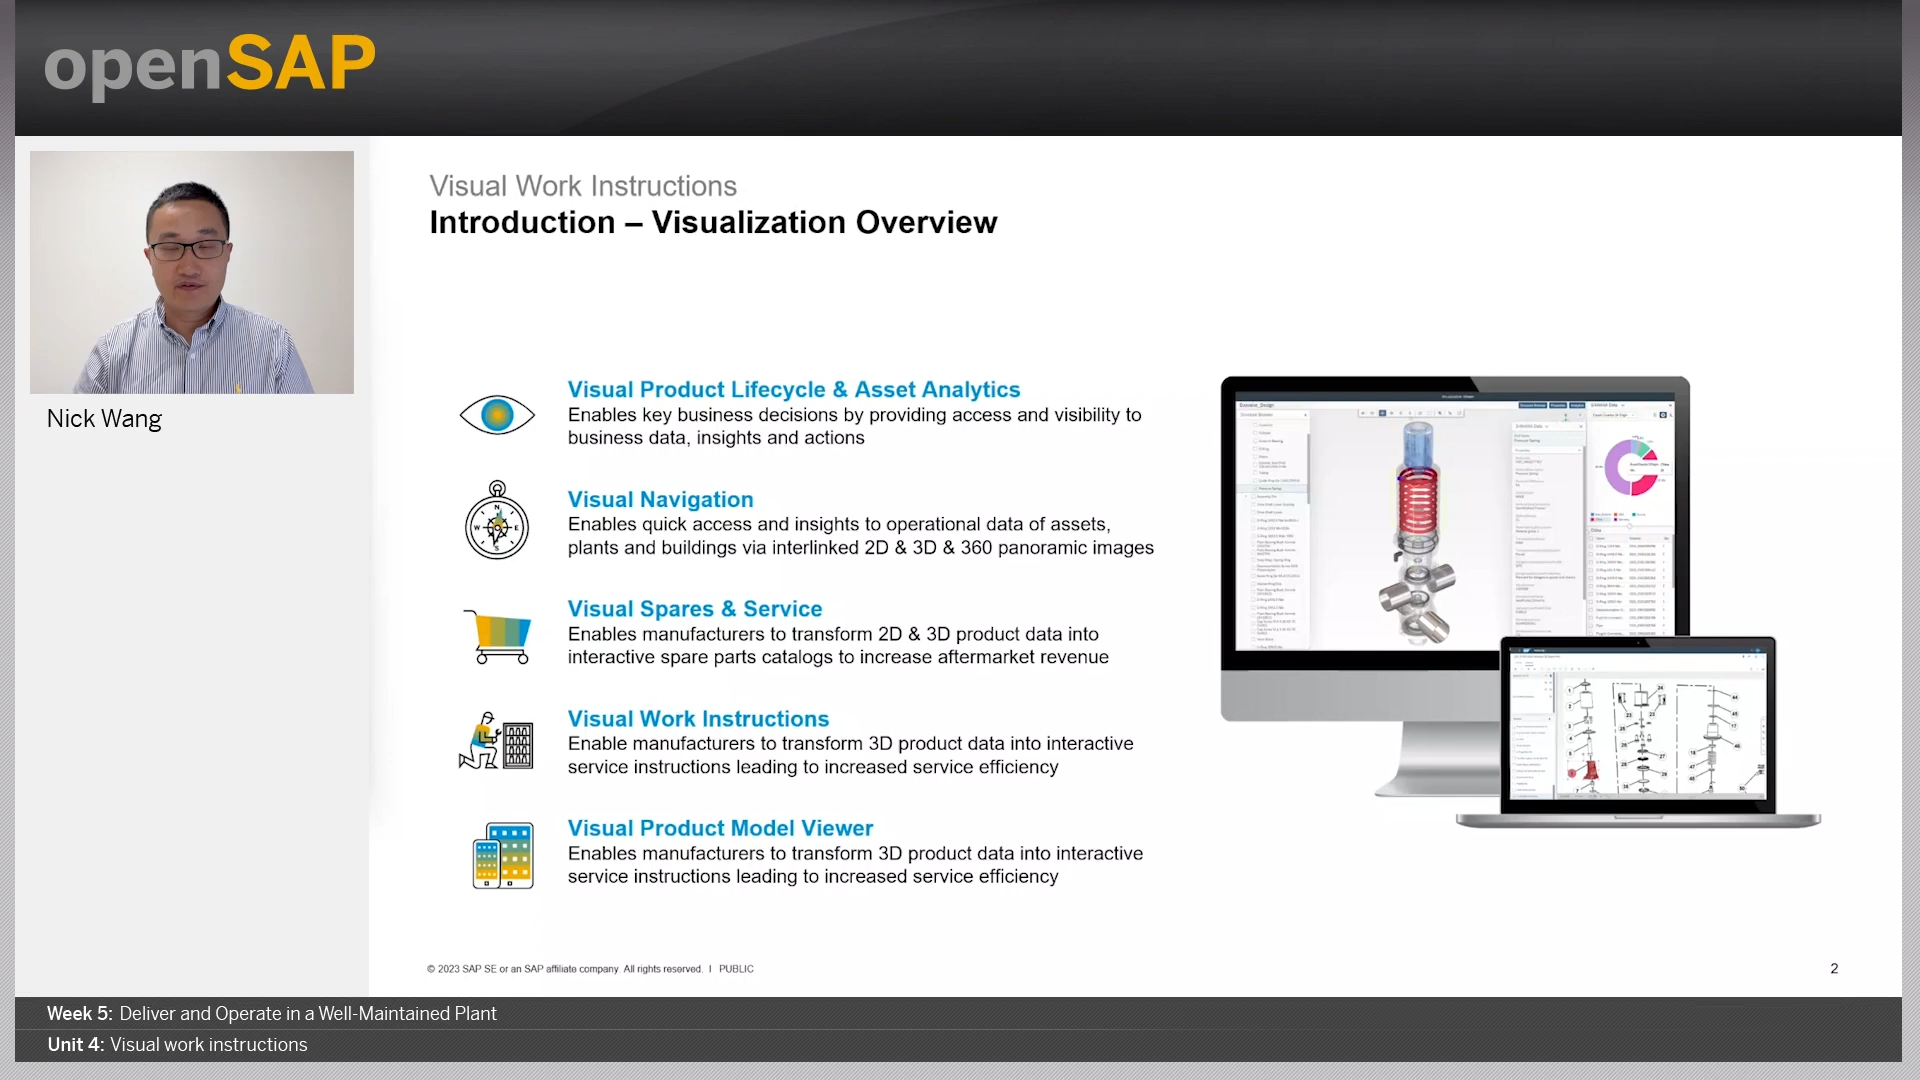 openSAP
Nick Wang
Visual Work Instructions
Introduction – Visualization Overview
Visual Product Lifecycle & Asset Analytics
Enables key business decisions by providing access and visibility to
business data, insights and actions
Visual Navigation
Enables quick access and insights to operational data of assets,
plants and buildings via interlinked 2D & 3D & 360 panoramic images
Visual Spares & Service
Enables manufacturers to transform 2D & 3D product data into
interactive spare parts catalogs to increase aftermarket revenue
Visual Work Instructions
Enable manufacturers to transform 3D product data into interactive
service instructions leading to increased service efficiency
Visual Product Model Viewer
Enables manufacturers to transform 3D product data into interactive
service instructions leading to increased service efficiency
© 2023 SAP SE or an SAP affiliate company. All rights reserved. I PUBLIC
2
Week 5: Deliver and Operate in a Well-Maintained Plant
Unit 4: Visual work instructions